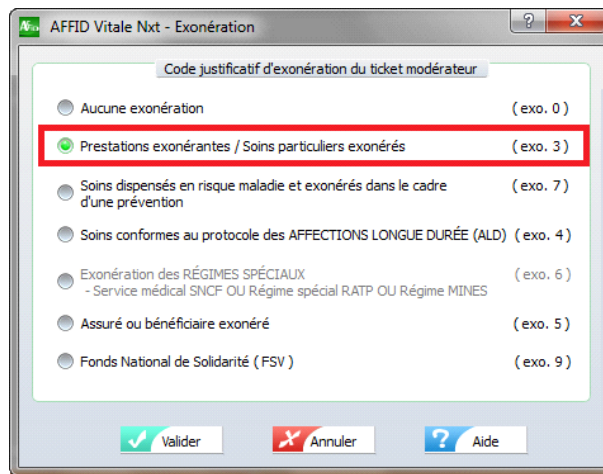 Affid AFFID Vitale Nxt - Exonération
Code justificatif d'exonération du ticket modérateur
Aucune exonération (exo. 0)
Prestations exonérantes / Soins particuliers exonérés (exo. 3)
Soins dispensés en risque maladie et exonérés dans le cadre (exo. 7)
d'une prévention
Soins conformes au protocole des AFFECTIONS LONGUE DURÉE (ALD) (exo. 4)
Exonération des RÉGIMES SPÉCIAUX (exo. 6)
- Service médical SNCF OU Régime spécial RATP OU Régime MINES
Assuré ou bénéficiaire exonéré (exo. 5)
Fonds National de Solidarité (FSV) (exo. 9)
Valider Annuler ? Aide